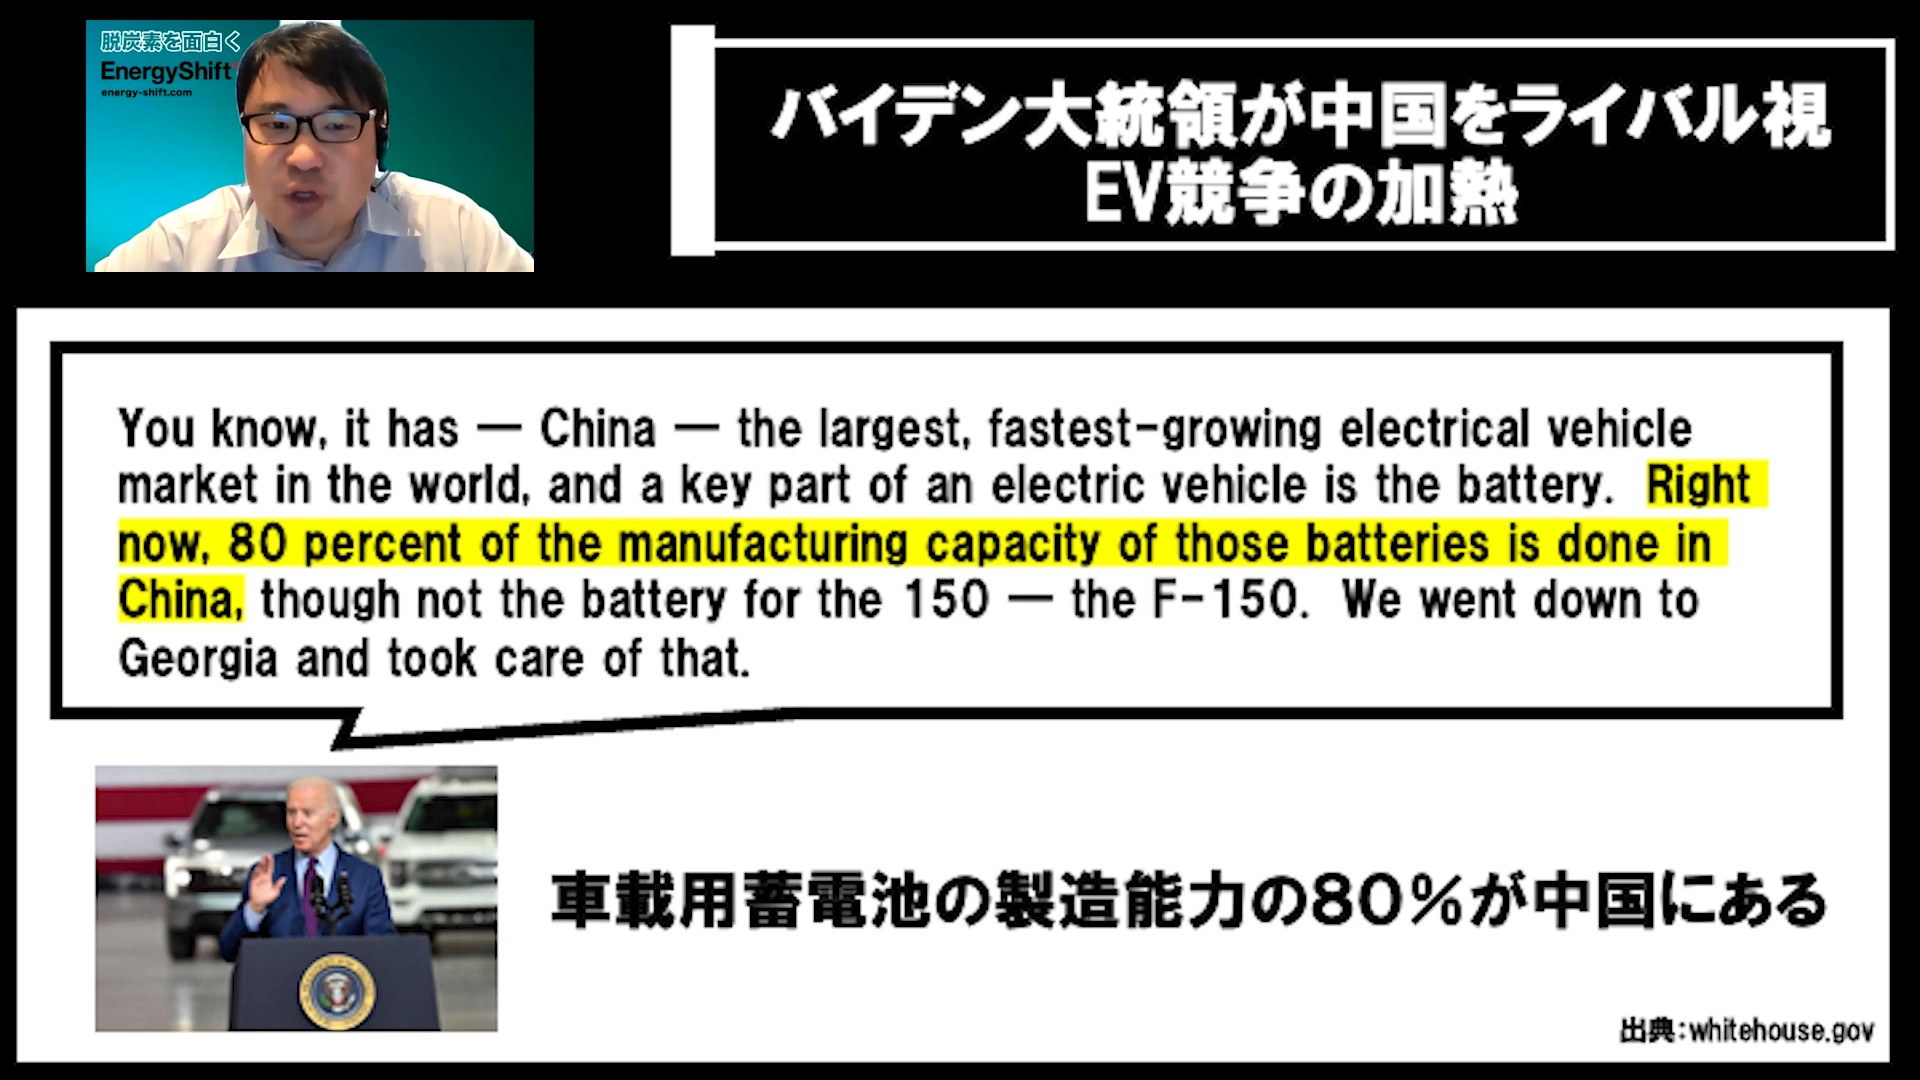 脱炭素を面白く
EnergyShift
energy-shift.com
バイデン大統領が中国をライバル視
EV競争の加熱
You know, it has — China — the largest, fastest-growing electrical vehicle
market in the world, and a key part of an electric vehicle is the battery. Right
now, 80 percent of the manufacturing capacity of those batteries is done in
China, though not the battery for the 150 — the F-150. We went down to
Georgia and took care of that.
車載用蓄電池の製造能力の80%が中国にある
出典:whitehouse.gov